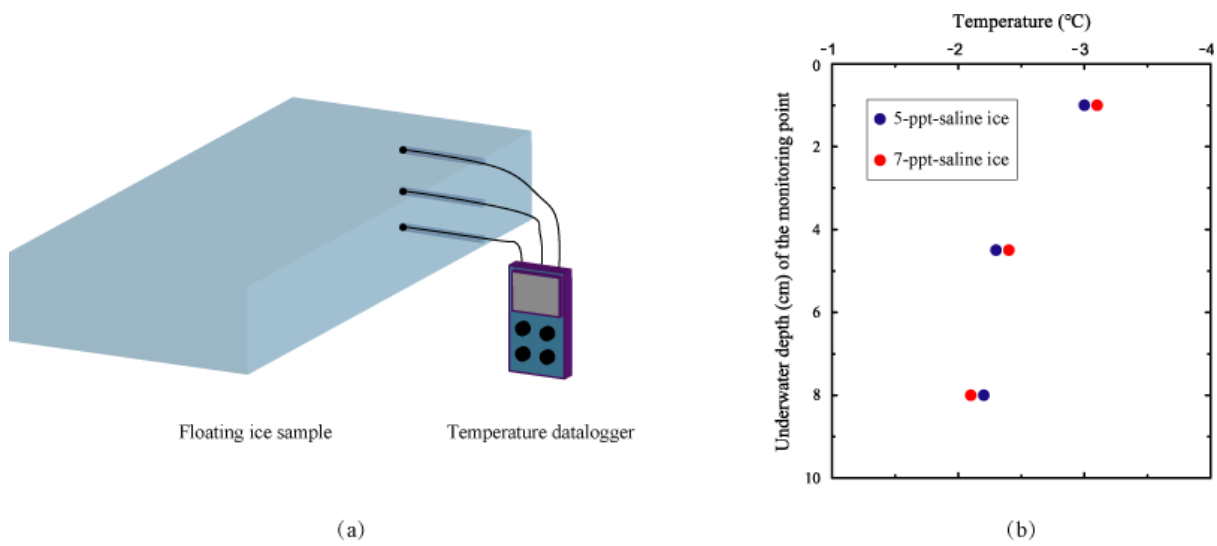 Temperature (℃)
-1
-2
-3
-4
0
2
4
6
8
10
Underwater depth (cm) of the monitoring point
5-ppt-saline ice
7-ppt-saline ice
Floating ice sample
Temperature datalogger
(a)
(b)